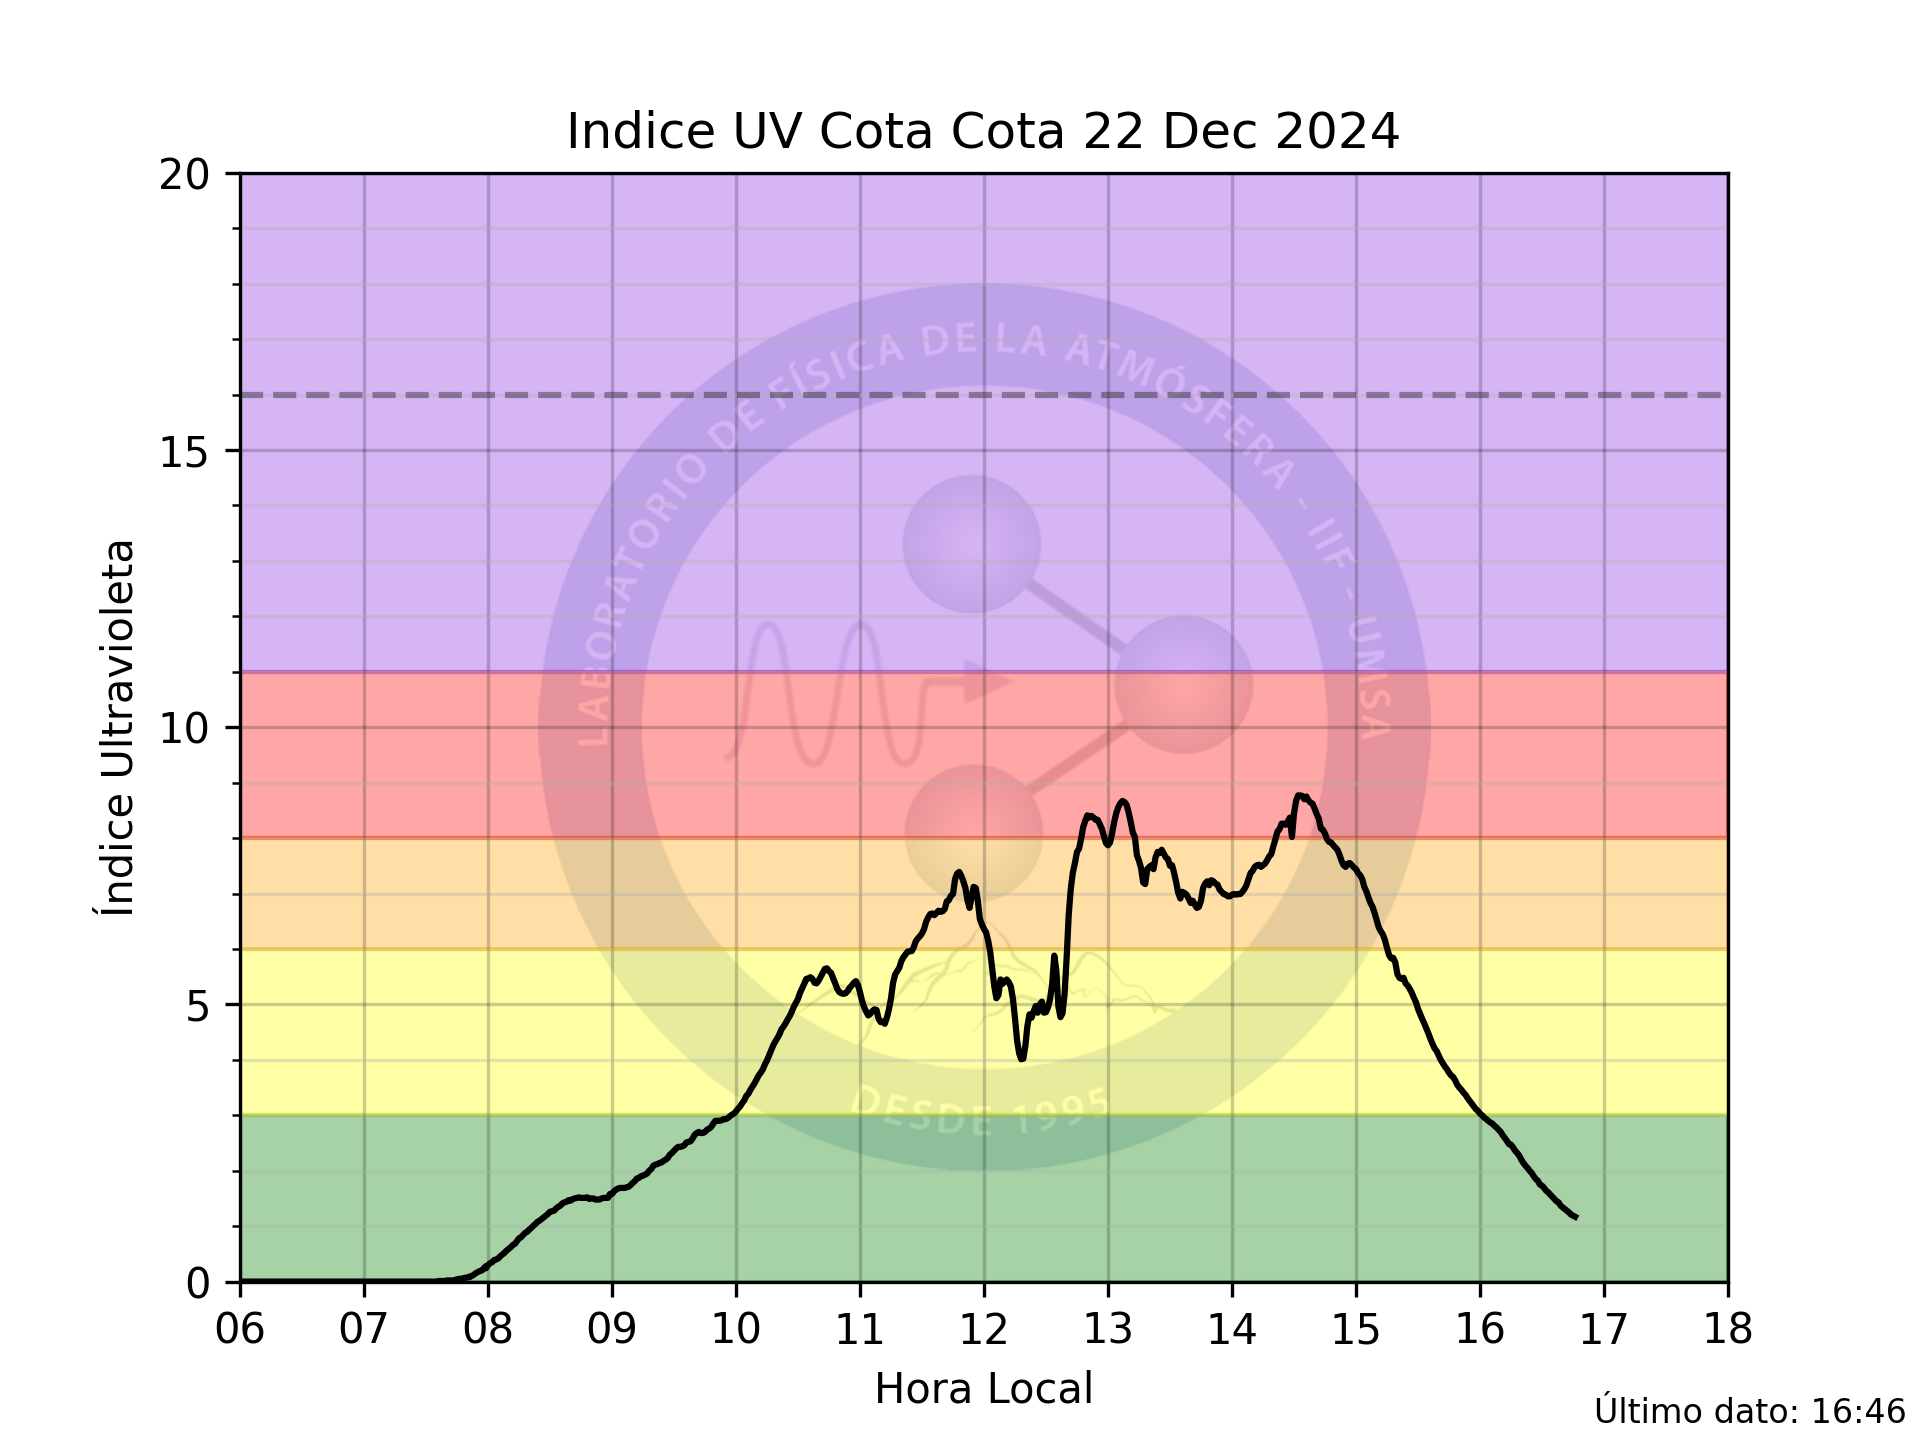 Indice UV Cota Cota 22 Dec 2024
20
15
10
5
0
Índice Ultravioleta
LABORATORIO DE FÍSICA DE LA ATMÓSFERA - IIF - UMSA
DESDE 1995
06 07 08 09 10 11 12 13 14 15 16 17 18
Hora Local
Último dato: 16:46